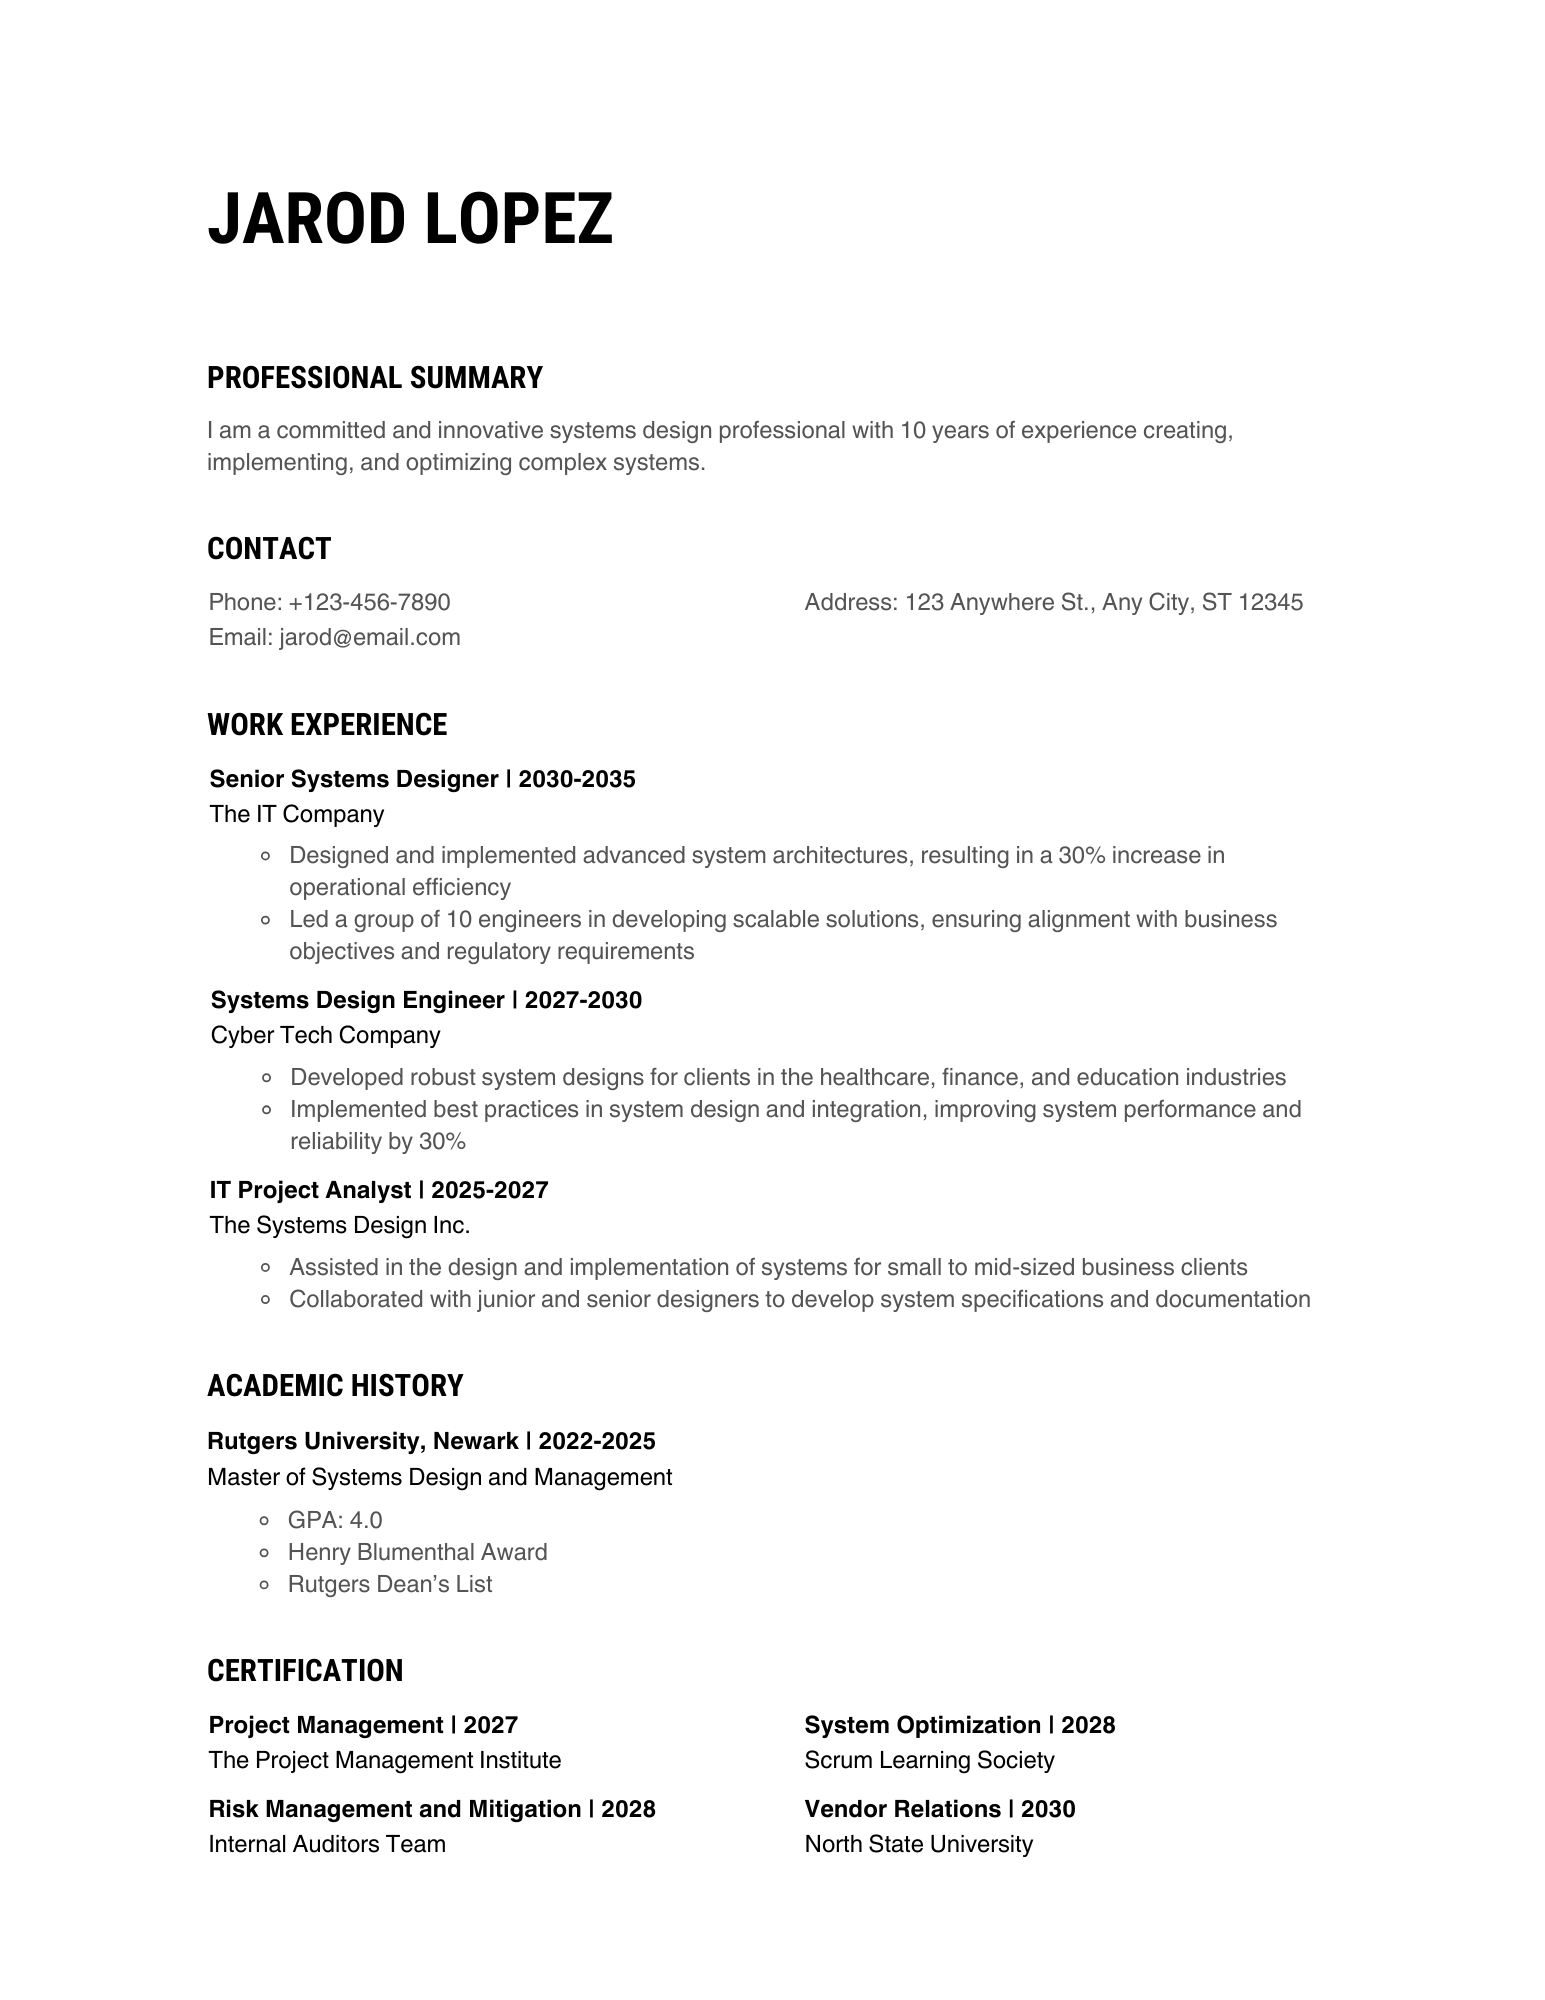 JAROD LOPEZ
PROFESSIONAL SUMMARY
I am a committed and innovative systems design professional with 10 years of experience creating,
implementing, and optimizing complex systems.
CONTACT
Phone: +123-456-7890
Email: jarod@email.com
Address: 123 Anywhere St., Any City, ST 12345
WORK EXPERIENCE
Senior Systems Designer | 2030-2035
The IT Company
Designed and implemented advanced system architectures, resulting in a 30% increase in
operational efficiency
Led a group of 10 engineers in developing scalable solutions, ensuring alignment with business
objectives and regulatory requirements
Systems Design Engineer | 2027-2030
Cyber Tech Company
Developed robust system designs for clients in the healthcare, finance, and education industries
Implemented best practices in system design and integration, improving system performance and
reliability by 30%
IT Project Analyst | 2025-2027
The Systems Design Inc.
Assisted in the design and implementation of systems for small to mid-sized business clients
Collaborated with junior and senior designers to develop system specifications and documentation
ACADEMIC HISTORY
Rutgers University, Newark | 2022-2025
Master of Systems Design and Management
GPA: 4.0
Henry Blumenthal Award
Rutgers Dean’s List
CERTIFICATION
Project Management | 2027
The Project Management Institute
System Optimization | 2028
Scrum Learning Society
Risk Management and Mitigation | 2028
Internal Auditors Team
Vendor Relations | 2030
North State University